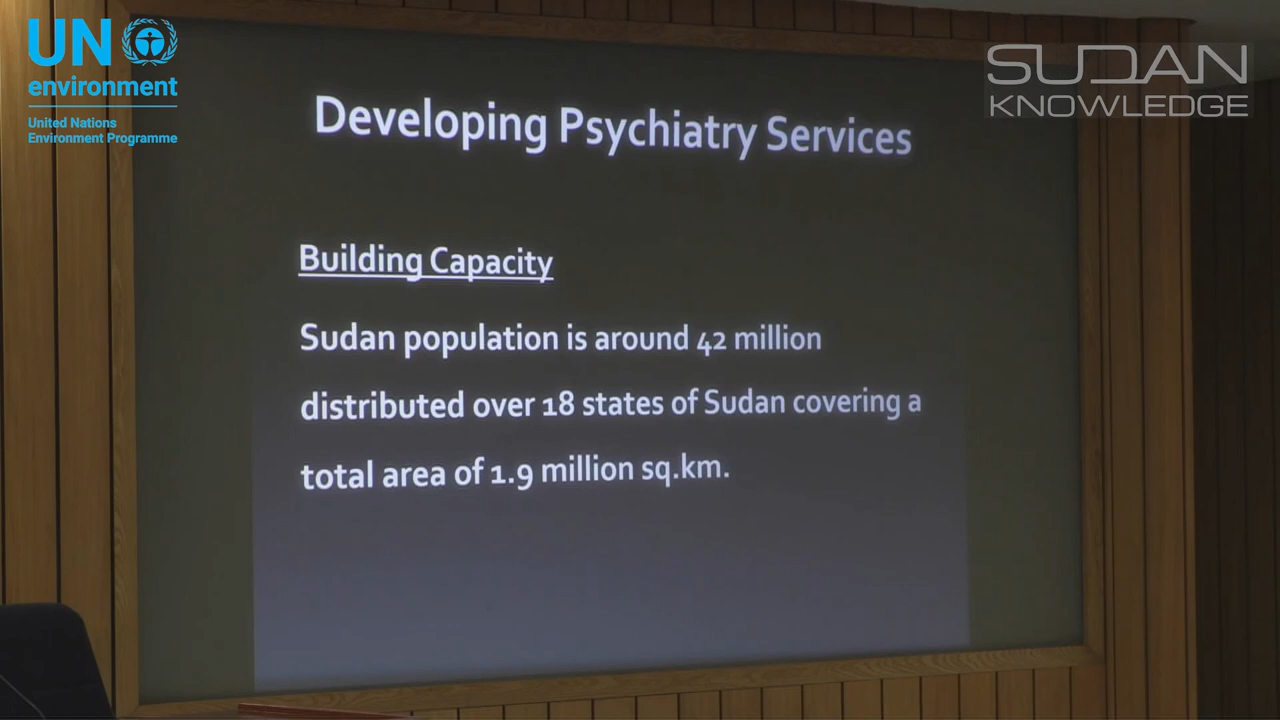 UN
environment
United Nations
Environment Programme
SUDAN
KNOWLEDGE
Developing Psychiatry Services
Building Capacity
Sudan population is around 42 million
distributed over 18 states of Sudan covering a
total area of 1.9 million sq.km.